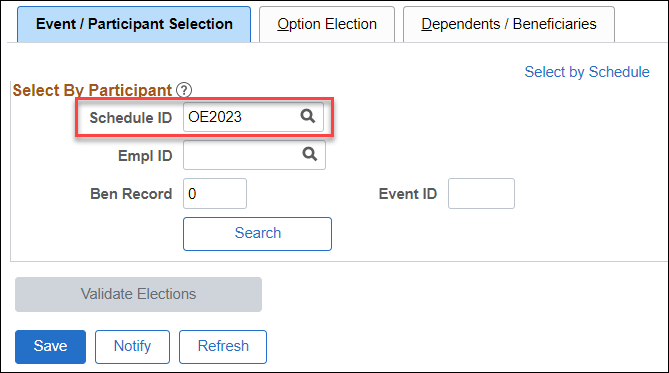 Event / Participant Selection Option Election Dependents / Beneficiaries
Select by Schedule
Select By Participant ?
Schedule ID OE2023
Empl ID
Ben Record 0 Event ID
Search
Validate Elections
Save Notify Refresh